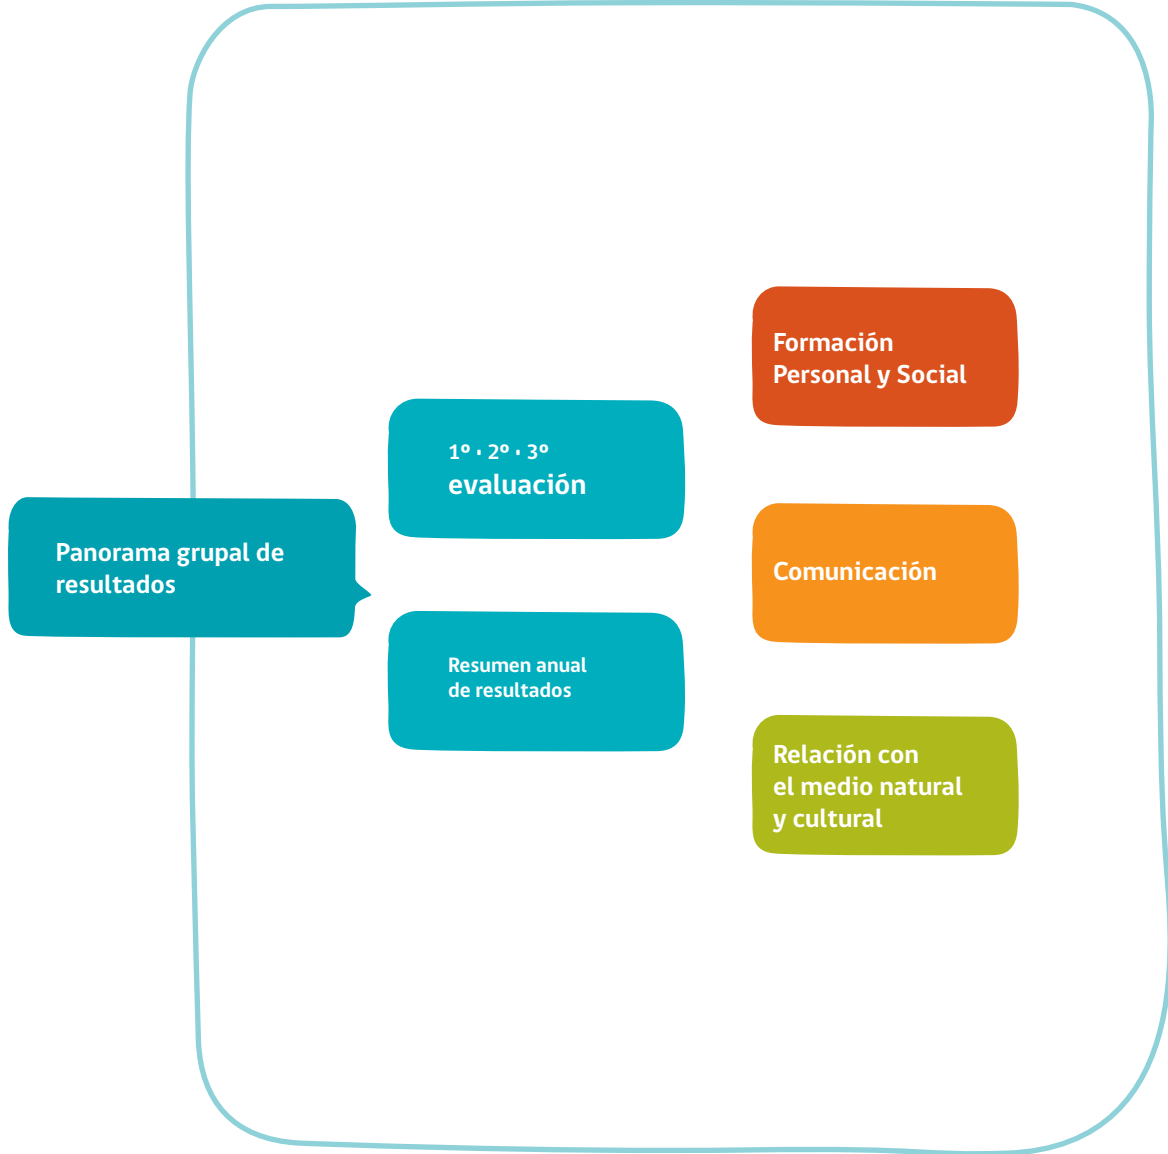 Panorama grupal de
resultados
1º · 2º · 3º
evaluación
Resumen anual
de resultados
Formación
Personal y Social
Comunicación
Relación con
el medio natural
y cultural